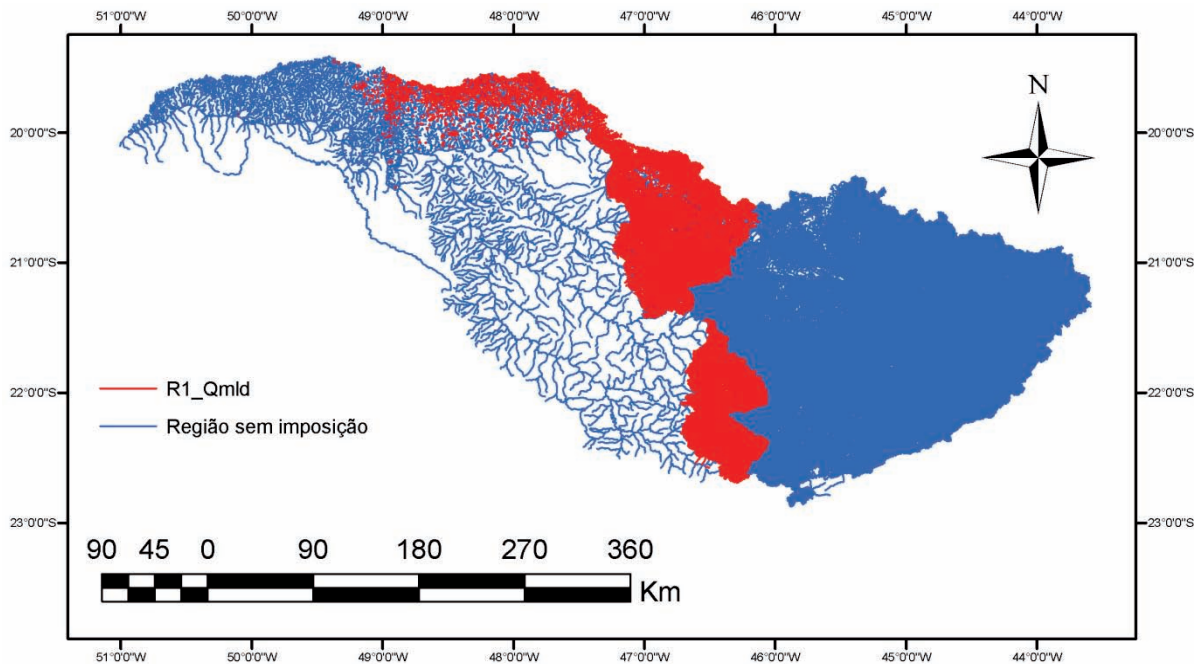 51°0'0"W 50°0'0"W 49°0'0"W 48°0'0"W 47°0'0"W 46°0'0"W 45°0'0"W 44°0'0"W
N
20°0'0"S 20°0'0"S
21°0'0"S 21°0'0"S
22°0'0"S 22°0'0"S
23°0'0"S 23°0'0"S
R1_Qmld
Região sem imposição
90 45 0 90 180 270 360
Km
51°0'0"W 50°0'0"W 49°0'0"W 48°0'0"W 47°0'0"W 46°0'0"W 45°0'0"W 44°0'0"W